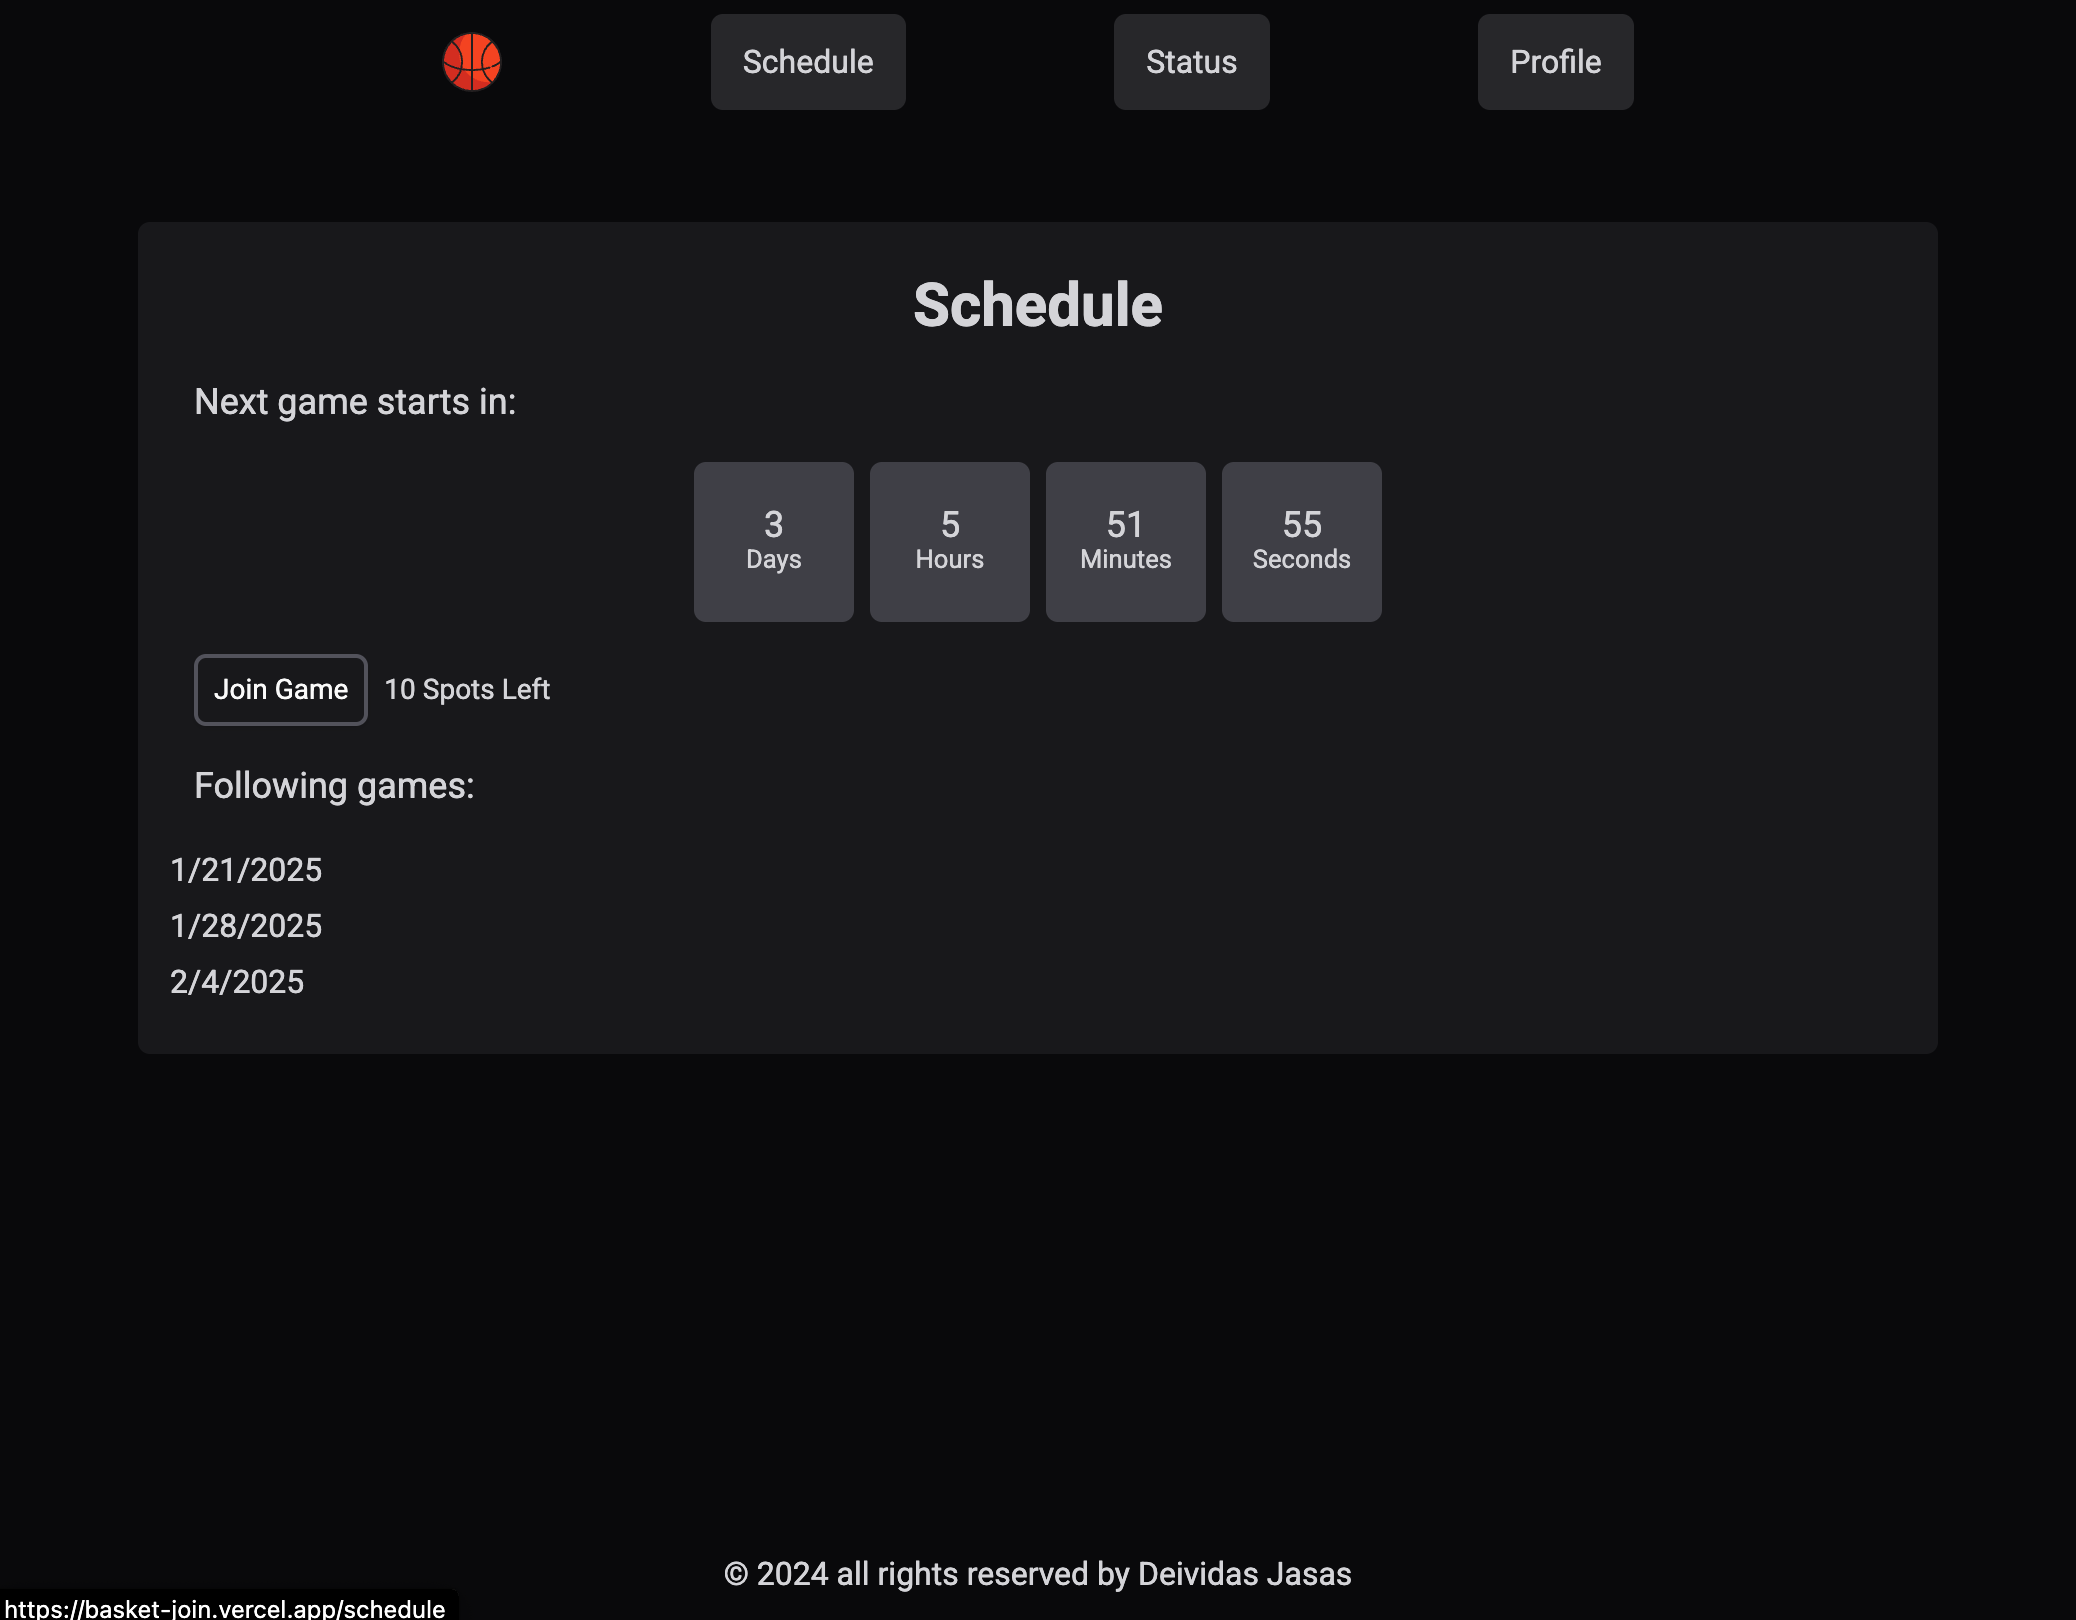 Schedule Status Profile
Schedule
Next game starts in:
3 5 51 55
Days Hours Minutes Seconds
Join Game 10 Spots Left
Following games:
1/21/2025
1/28/2025
2/4/2025
© 2024 all rights reserved by Deividas Jasas
https://basket-join.vercel.app/schedule